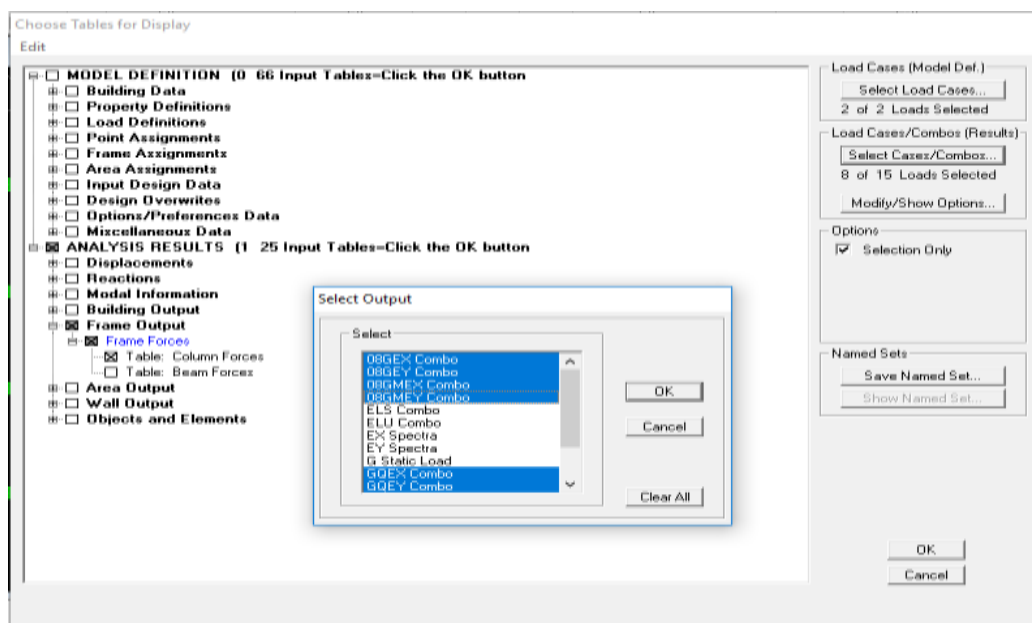 Choose Tables for Display
Edit
MODEL DEFINITION (0 66 Input Tables=Click the OK button
Building Data
Property Definitions
Load Definitions
Point Assignments
Frame Assignments
Area Assignments
Input Design Data
Design Overwrites
Options/Preferences Data
Miscellaneous Data
ANALYSIS RESULTS (1 25 Input Tables=Click the OK button
Displacements
Reactions
Modal Information
Building Output
Frame Output
Frame Forces
Table: Column Forces
Table: Beam Forces
Area Output
Wall Output
Objects and Elements
Select Output
Select
08GEX Combo
08GEY Combo
08GMEX Combo
08GMEY Combo
ELS Combo
ELU Combo
EX Spectra
EY Spectra
G Static Load
GQEX Combo
GQEY Combo
OK
Cancel
Clear All
Load Cases (Model Def.)
Select Load Cases...
2 of 2 Loads Selected
Load Cases/Combos (Results)
Select Cases/Combos...
8 of 15 Loads Selected
Modify/Show Options...
Options
Selection Only
Named Sets
Save Named Set...
Show Named Set...
OK
Cancel